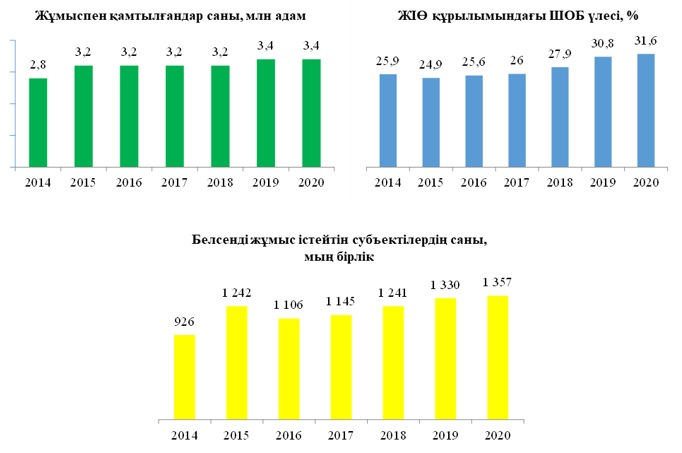 Жұмыспен қамтылғандар саны, млн адам
2,8 3,2 3,2 3,2 3,2 3,4 3,4
2014 2015 2016 2017 2018 2019 2020
ЖІӨ құрылымындағы ШОБ үлесі, %
25,9 24,9 25,6 26 27,9 30,8 31,6
2014 2015 2016 2017 2018 2019 2020
Белсенді жұмыс істейтін субъектілердің саны,
мың бірлік
926 1 242 1 106 1 145 1 241 1 330 1 357
2014 2015 2016 2017 2018 2019 2020